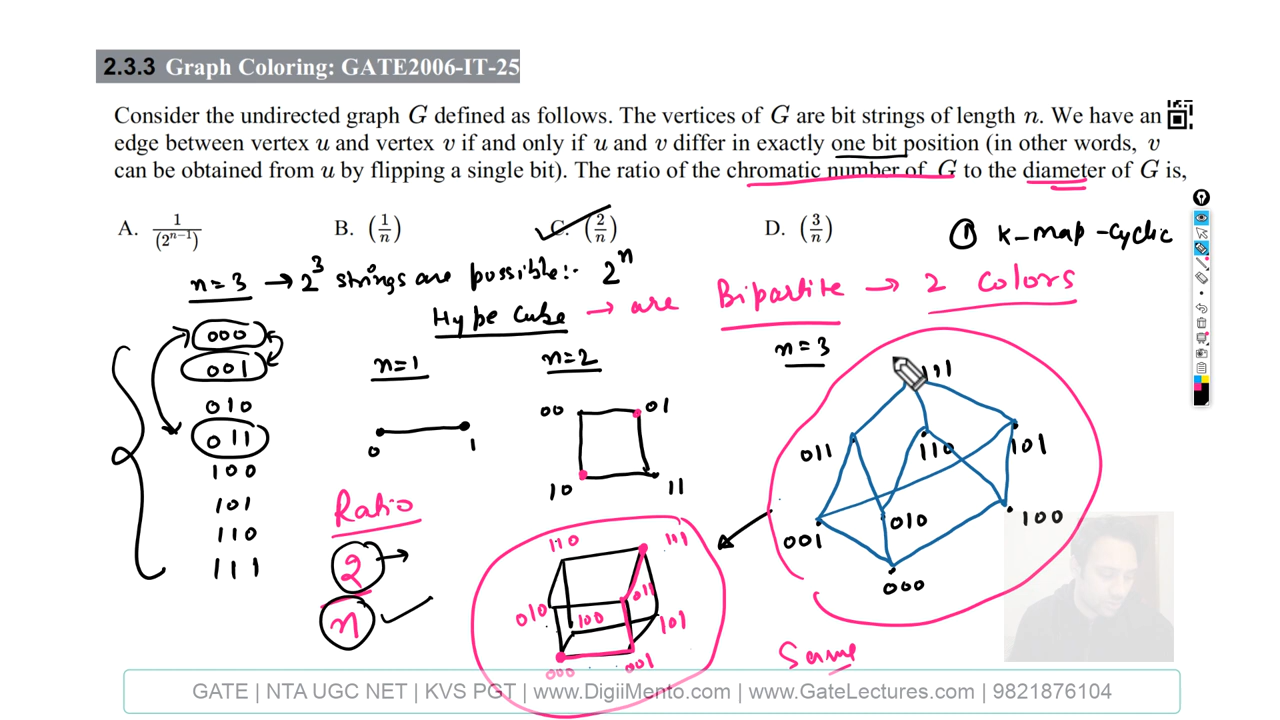 2.3.3 Graph Coloring: GATE2006-IT-25
Consider the undirected graph G defined as follows. The vertices of G are bit strings of length n. We have an
edge between vertex u and vertex v if and only if u and v differ in exactly one bit position (in other words, v
can be obtained from u by flipping a single bit). The ratio of the chromatic number of G to the diameter of G is,
A. 1/(2^{n-1}) B. (1/n) C. (2/n) D. (3/n)
① K-map-cyclic
n=3 → 2^3 strings are possible:- 2^n
Hype Cube → are Bipartite → 2 Colors
000
001
010
011
100
101
110
111
n=1
0 1
n=2
00 01
10 11
n=3
111
011 110 101
001 010 100
000
Ratio
2
n
110 111
010 011
100 101
000 001
Same
GATE | NTA UGC NET | KVS PGT | www.DigiiMento.com | www.GateLectures.com | 9821876104